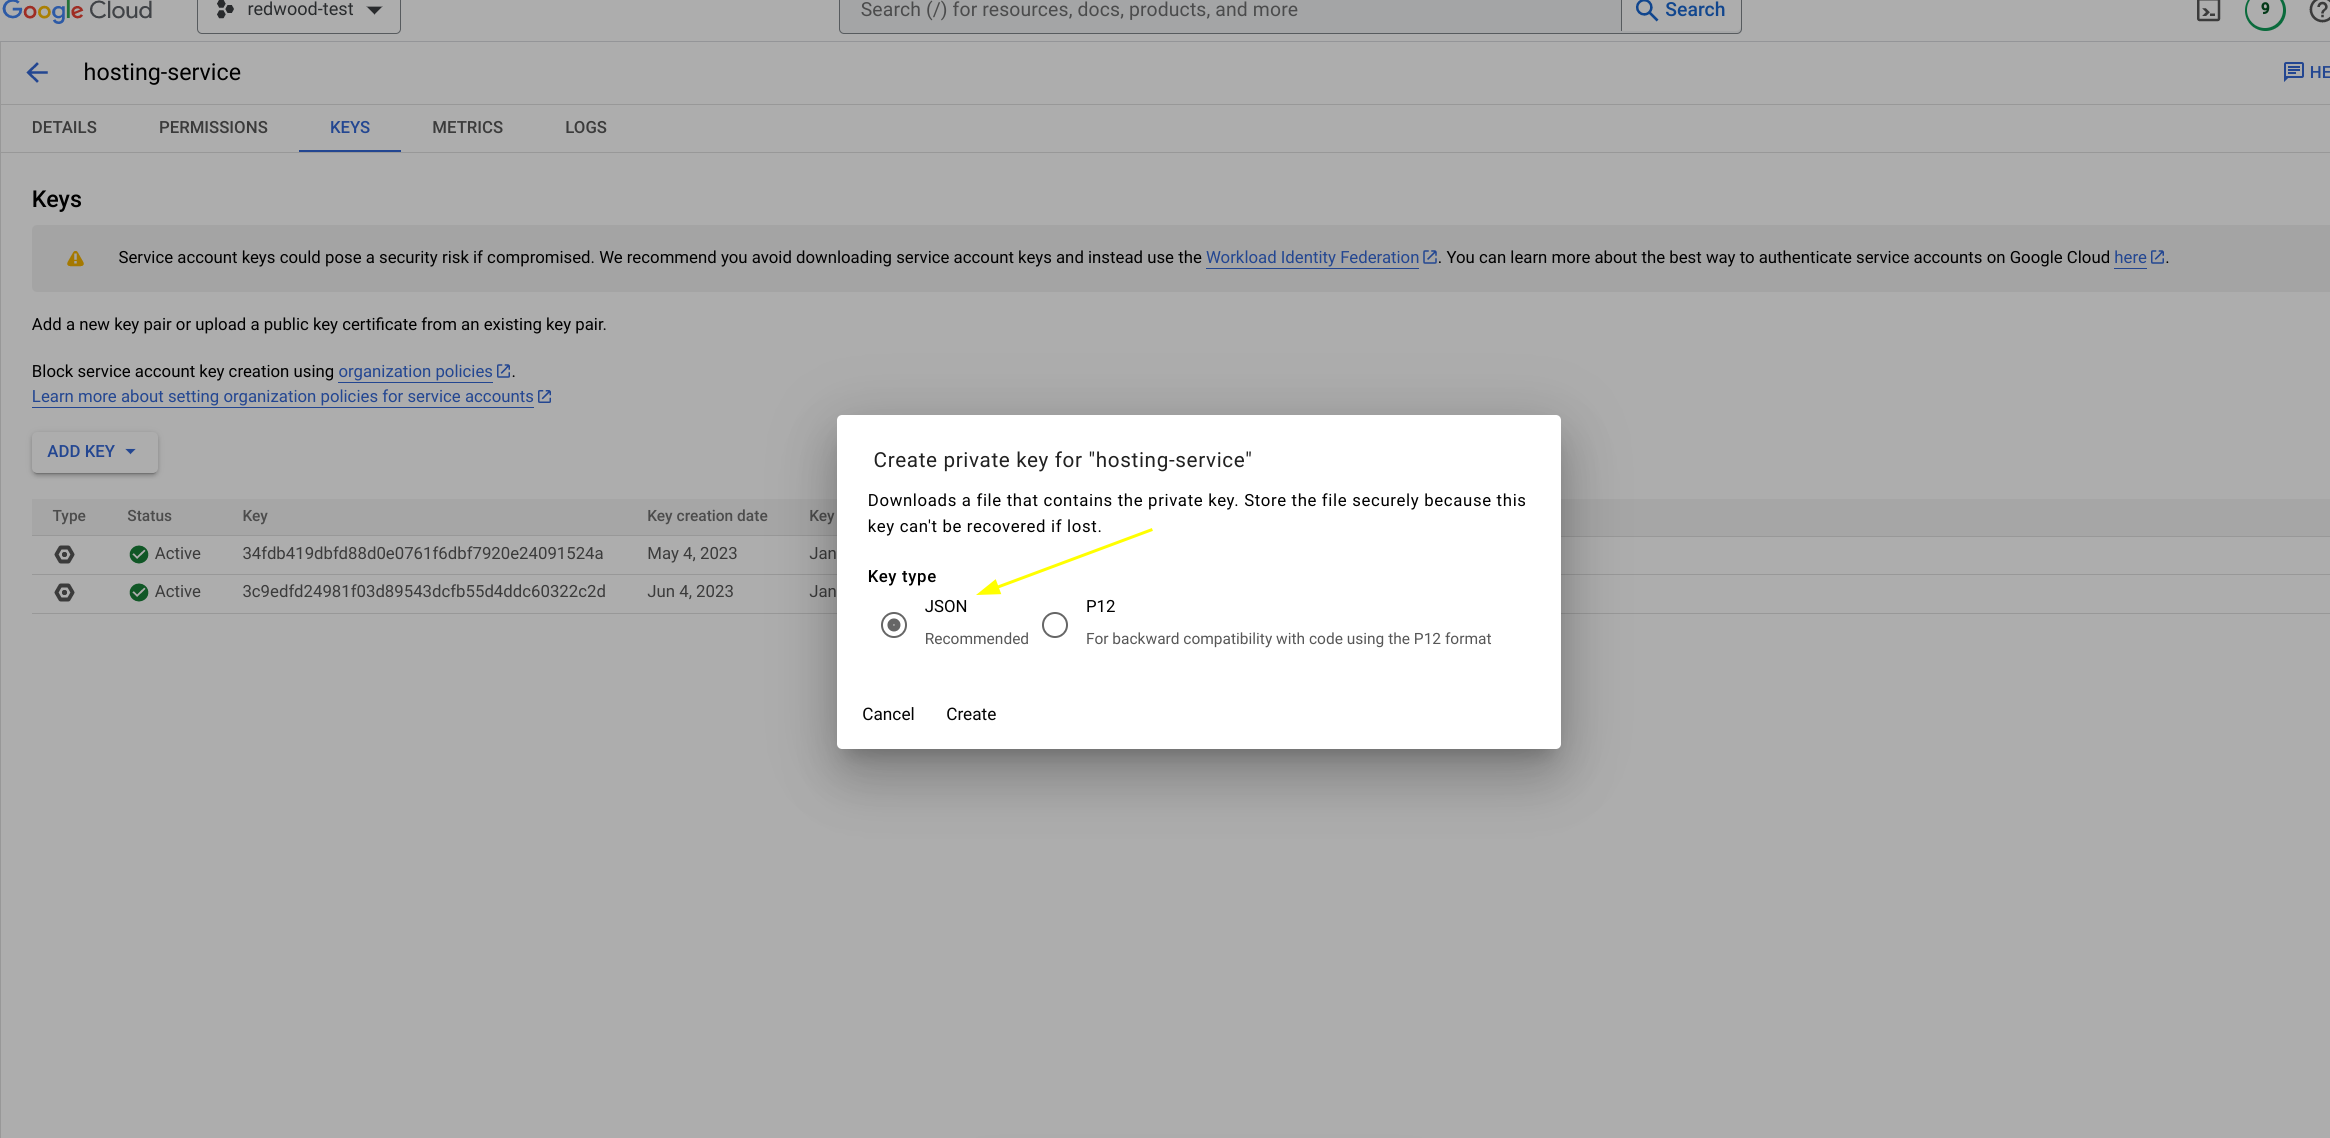 Google Cloud
redwood-test
Search (/) for resources, docs, products, and more
Search
9
hosting-service
HE
DETAILS PERMISSIONS KEYS METRICS LOGS
Keys
Service account keys could pose a security risk if compromised. We recommend you avoid downloading service account keys and instead use the Workload Identity Federation. You can learn more about the best way to authenticate service accounts on Google Cloud here.
Add a new key pair or upload a public key certificate from an existing key pair.
Block service account key creation using organization policies.
Learn more about setting organization policies for service accounts
ADD KEY
Type Status Key Key creation date Key
Active 34fdb419dbfd88d0e0761f6dbf7920e24091524a May 4, 2023 Jan
Active 3c9edfd24981f03d89543dcfb55d4ddc60322c2d Jun 4, 2023 Jan
Create private key for "hosting-service"
Downloads a file that contains the private key. Store the file securely because this
key can't be recovered if lost.
Key type
JSON
Recommended
P12
For backward compatibility with code using the P12 format
Cancel Create